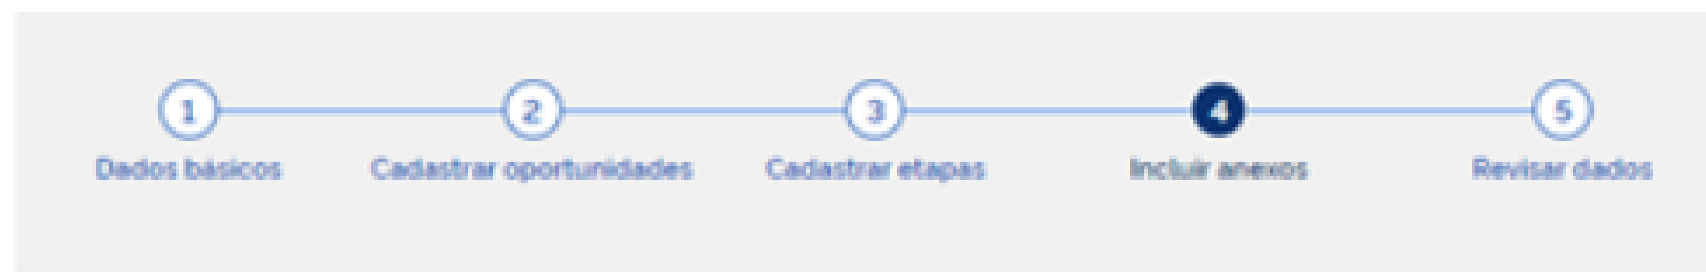 1 2 3 4 5
Dados básicos Cadastrar oportunidades Cadastrar etapas Incluir anexos Revisar dados